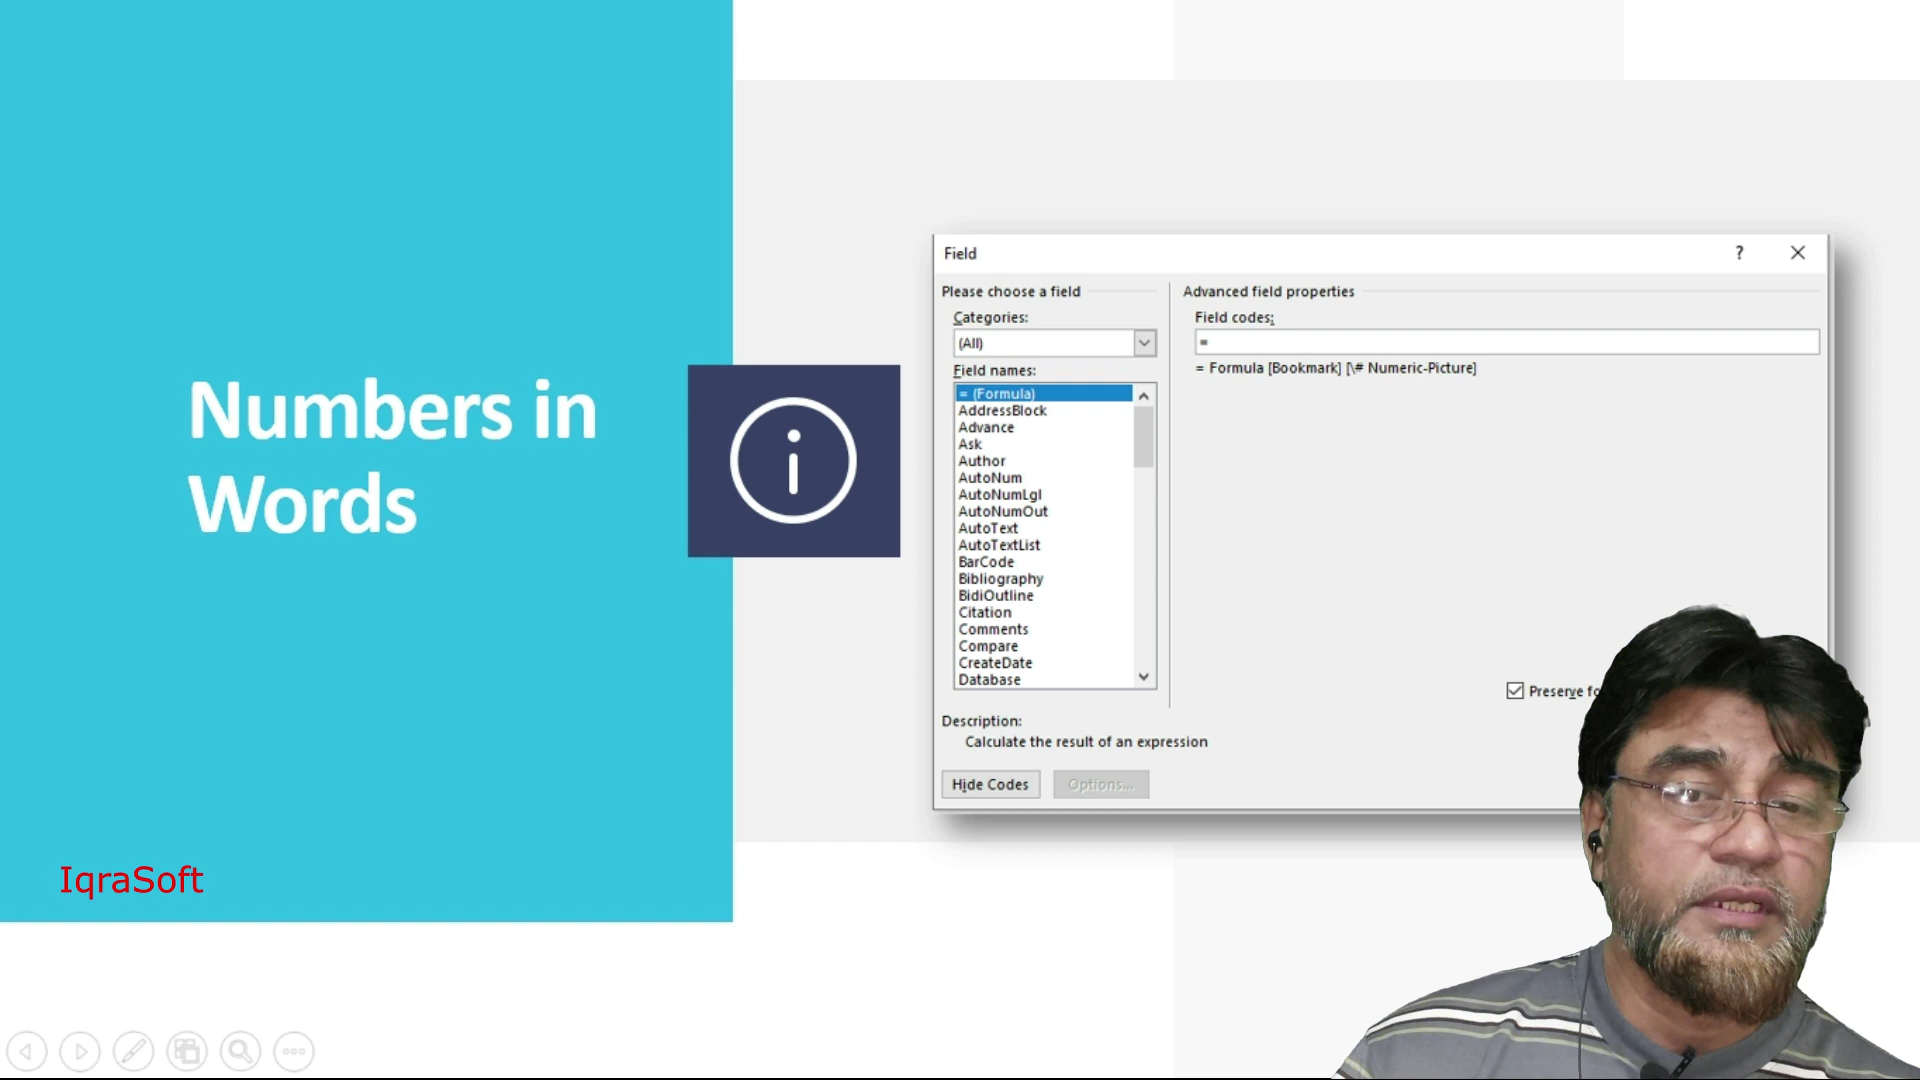 Numbers in
Words
IqraSoft
Field
?
Please choose a field
Categories:
(All)
Field names:
= (Formula)
AddressBlock
Advance
Ask
Author
AutoNum
AutoNumLgl
AutoNumOut
AutoText
AutoTextList
BarCode
Bibliography
BidiOutline
Citation
Comments
Compare
CreateDate
Database
Advanced field properties
Field codes:
=
= Formula [Bookmark] [\# Numeric-Picture]
Preserve fo
Description:
Calculate the result of an expression
Hide Codes
Options...